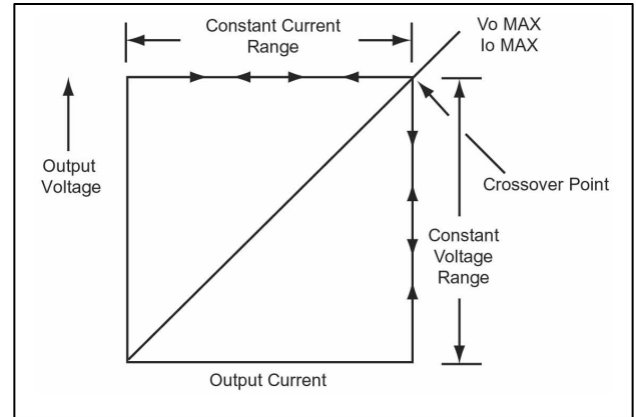 Constant Current
Range
Vo MAX
Io MAX
Output
Voltage
Crossover Point
Constant
Voltage
Range
Output Current